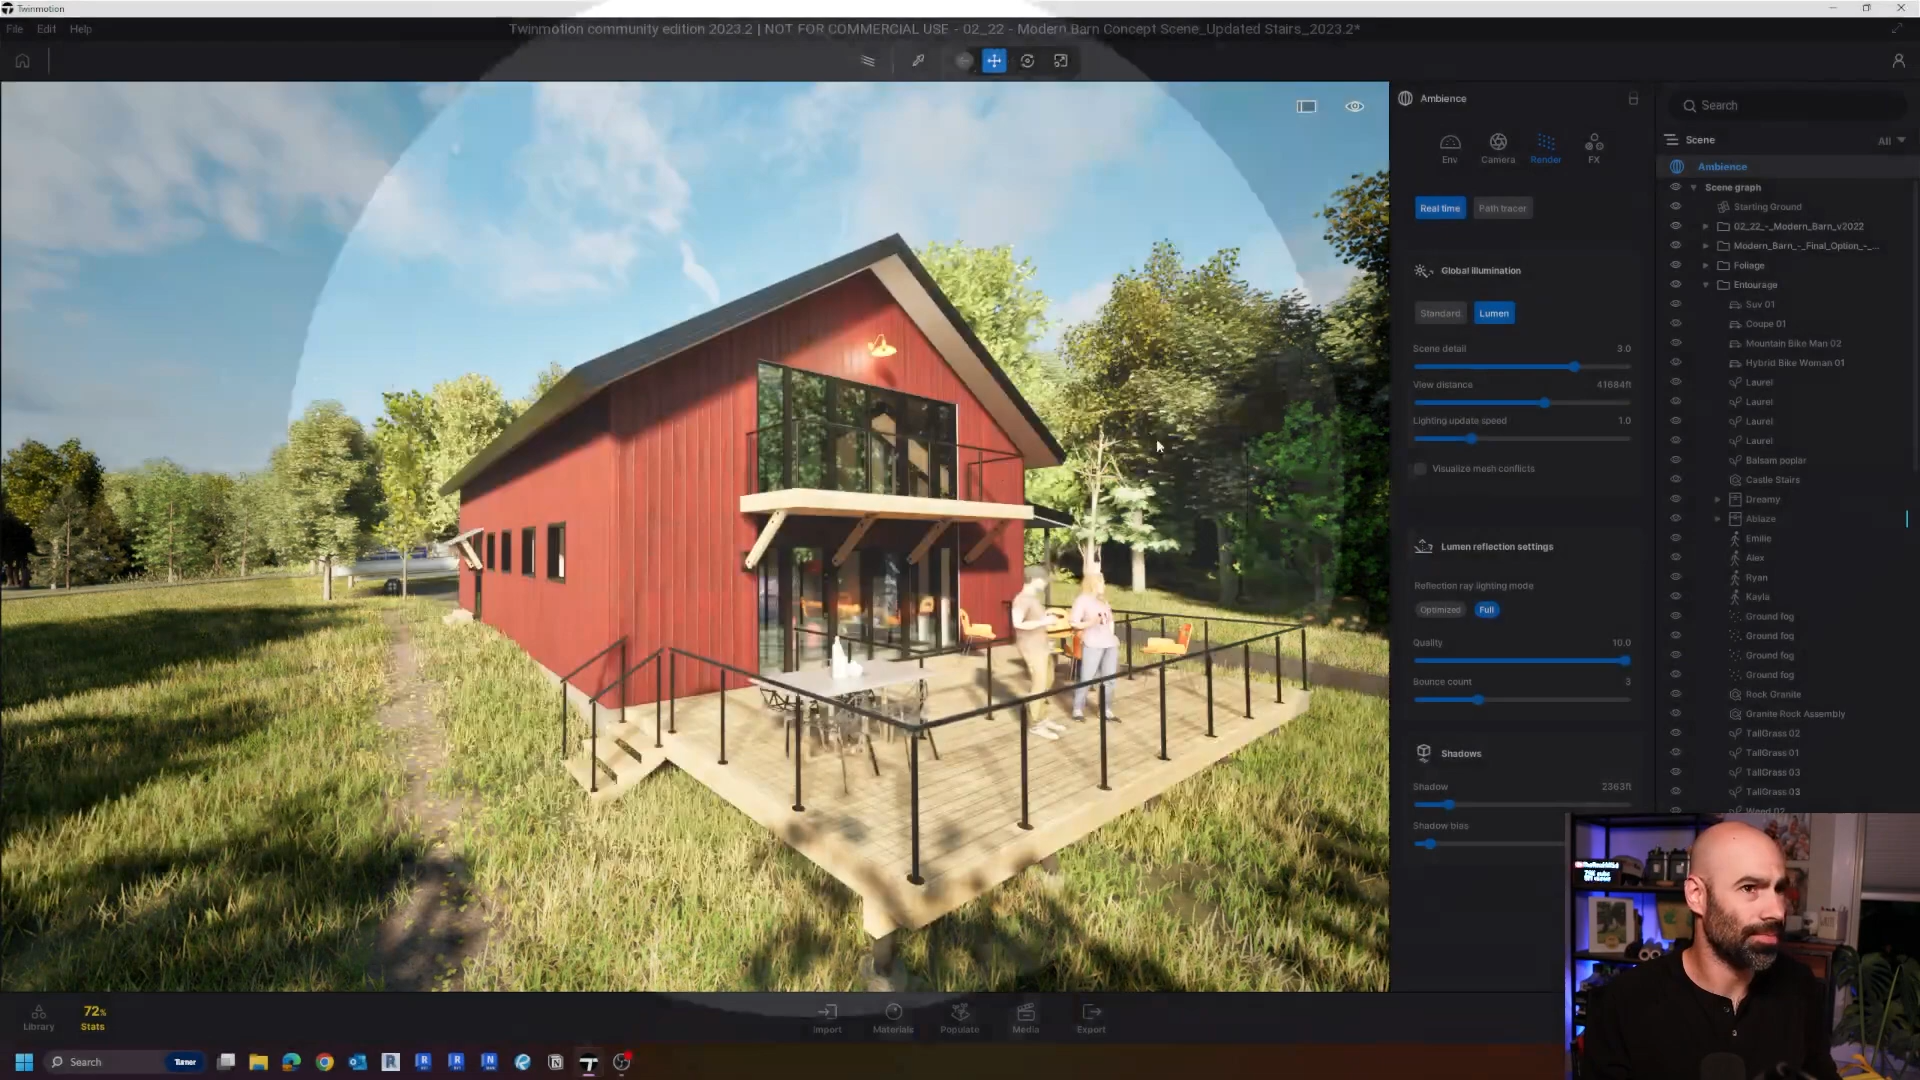 Twinmotion
File Edit Help
Twinmotion community edition 2023.2 | NOT FOR COMMERCIAL USE - 02_22 - Modern Barn Concept Scene_Updated Stairs_2023.2*
Ambience
Env Camera Render FX
Real time Path tracer
Global illumination
Standard Lumen
Scene detail 3.0
View distance 41684ft
Lighting update speed 1.0
Visualize mesh conflicts
Lumen reflection settings
Reflection ray lighting mode
Optimized Full
Quality 10.0
Bounce count 3
Shadows
Shadow 2363ft
Shadow bias
Search
Scene All
Ambience
Scene graph
Starting Ground
02_22_-_Modern_Barn_v2022
Modern_Barn_-_Final_Option_-_...
Foliage
Entourage
Suv 01
Coupe 01
Mountain Bike Man 02
Hybrid Bike Woman 01
Laurel
Laurel
Laurel
Laurel
Balsam poplar
Castle Stairs
Dreamy
Ablaze
Emilie
Alex
Ryan
Kayla
Ground fog
Ground fog
Ground fog
Ground fog
Rock Granite
Granite Rock Assembly
TallGrass 02
TallGrass 01
TallGrass 03
TallGrass 03
Weed 02
Library
72%
Stats
Import Materials Populate Media Export
Search